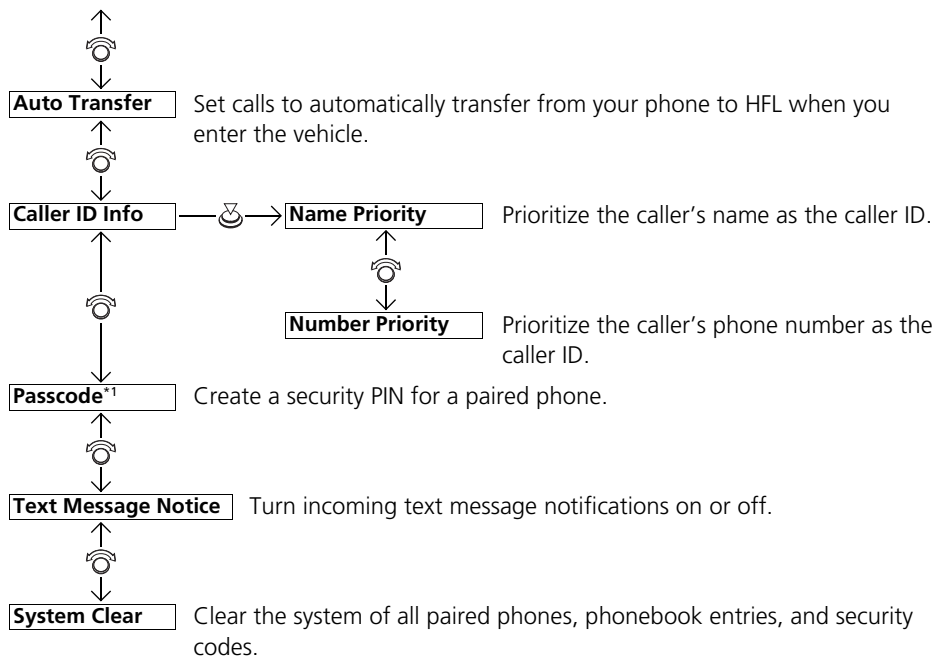 Auto Transfer Set calls to automatically transfer from your phone to HFL when you
enter the vehicle.
Caller ID Info Name Priority Prioritize the caller's name as the caller ID.
Number Priority Prioritize the caller's phone number as the
caller ID.
Passcode*1 Create a security PIN for a paired phone.
Text Message Notice Turn incoming text message notifications on or off.
System Clear Clear the system of all paired phones, phonebook entries, and security
codes.